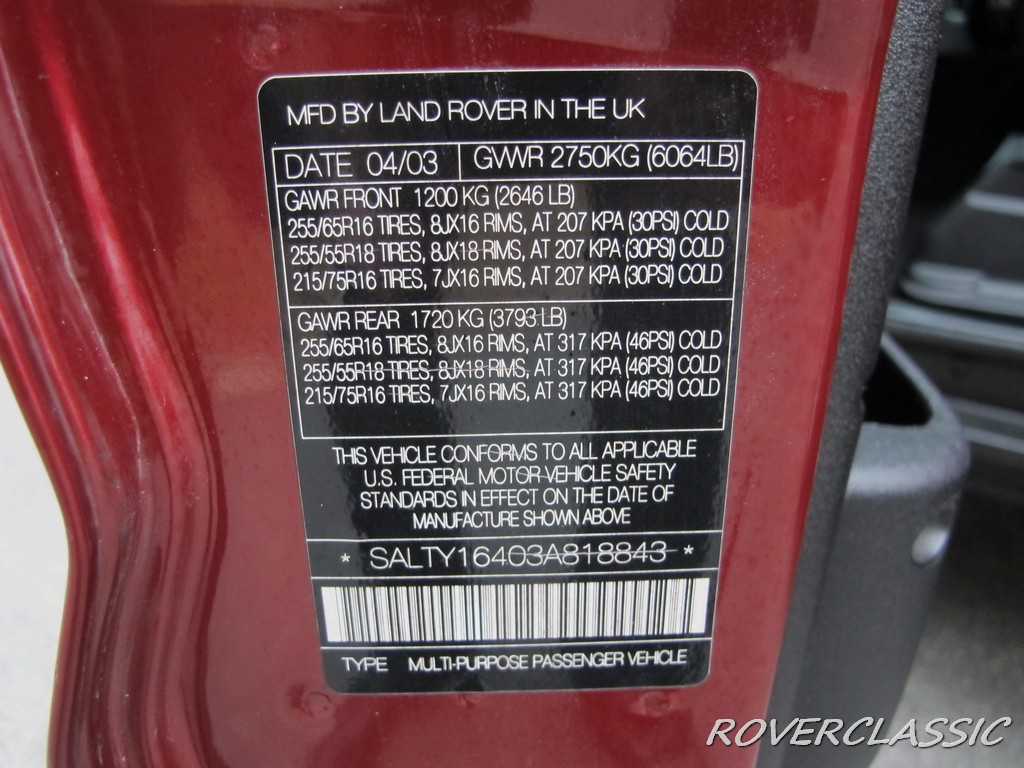 MFD BY LAND ROVER IN THE UK
DATE 04/03 GVWR 2750KG (6064LB)
GAWR FRONT 1200 KG (2646 LB)
255/65R16 TIRES, 8JX16 RIMS, AT 207 KPA (30PSI) COLD
255/55R18 TIRES, 8JX18 RIMS, AT 207 KPA (30PSI) COLD
215/75R16 TIRES, 7JX16 RIMS, AT 207 KPA (30PSI) COLD
GAWR REAR 1720 KG (3793 LB)
255/65R16 TIRES, 8JX16 RIMS, AT 317 KPA (46PSI) COLD
255/55R18 TIRES, 8JX18 RIMS, AT 317 KPA (46PSI) COLD
215/75R16 TIRES, 7JX16 RIMS, AT 317 KPA (46PSI) COLD
THIS VEHICLE CONFORMS TO ALL APPLICABLE
U.S. FEDERAL MOTOR VEHICLE SAFETY
STANDARDS IN EFFECT ON THE DATE OF
MANUFACTURE SHOWN ABOVE
* SALTY16403A818843 *
TYPE MULTI-PURPOSE PASSENGER VEHICLE
ROVERCLASSIC